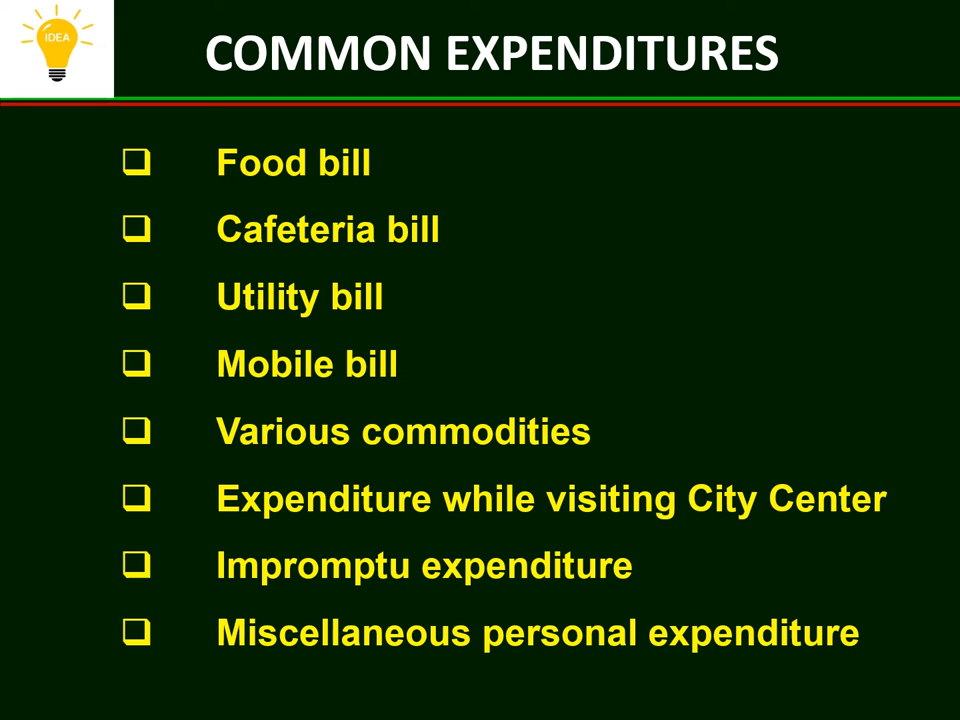 IDEA
COMMON EXPENDITURES
Food bill
Cafeteria bill
Utility bill
Mobile bill
Various commodities
Expenditure while visiting City Center
Impromptu expenditure
Miscellaneous personal expenditure